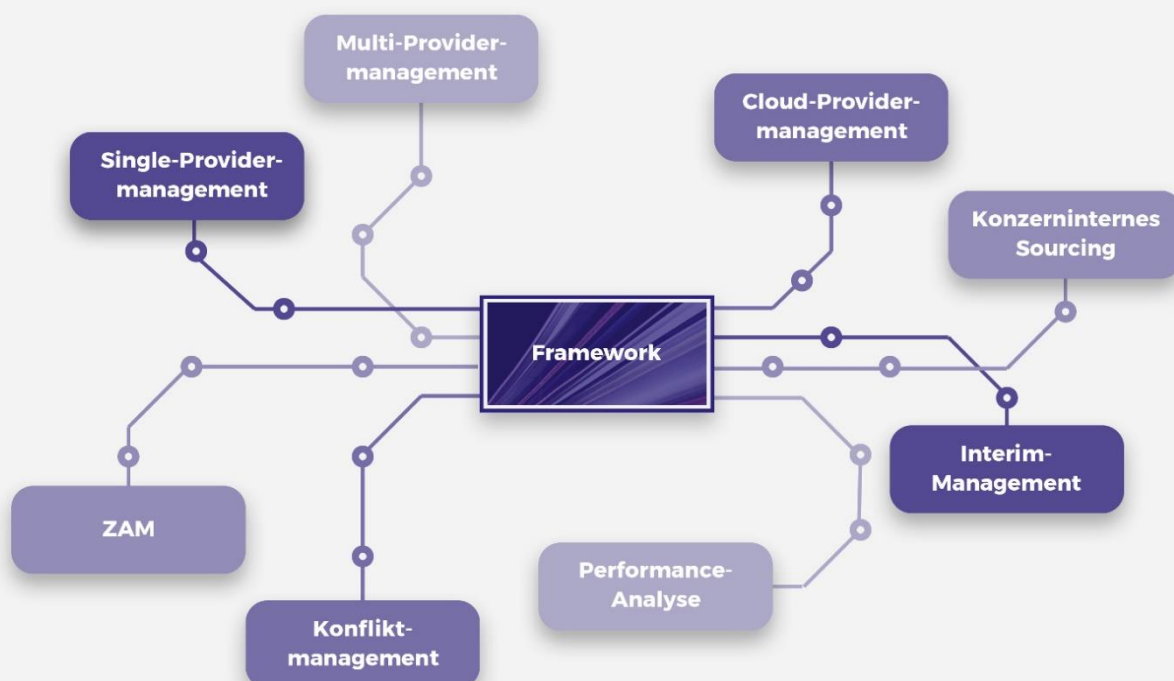 Multi-Provider-
management
Cloud-Provider-
management
Single-Provider-
management
Konzerninternes
Sourcing
Framework
Interim-
Management
ZAM
Performance-
Analyse
Konflikt-
management